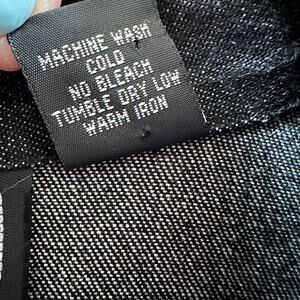 MACHINE WASH
COLD
NO BLEACH
TUMBLE DRY LOW
WARM IRON